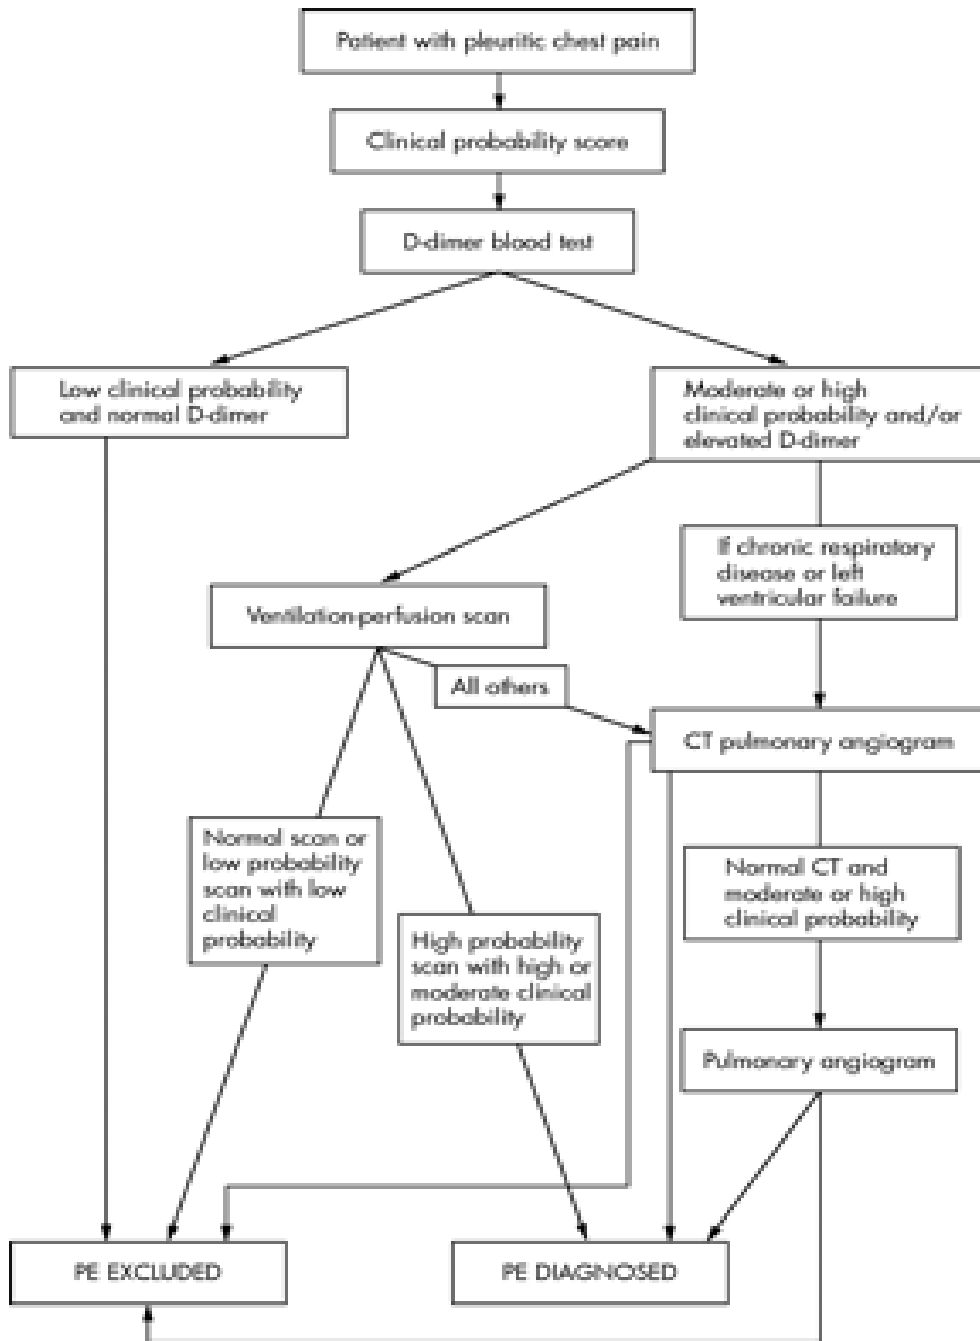 Patient with pleuritic chest pain
Clinical probability score
D-dimer blood test
Low clinical probability
and normal D-dimer
Moderate or high
clinical probability and/or
elevated D-dimer
If chronic respiratory
disease or left
ventricular failure
Ventilation-perfusion scan
All others
CT pulmonary angiogram
Normal scan or
low probability
scan with low
clinical
probability
High probability
scan with high or
moderate clinical
probability
Normal CT and
moderate or high
clinical probability
Pulmonary angiogram
PE EXCLUDED
PE DIAGNOSED